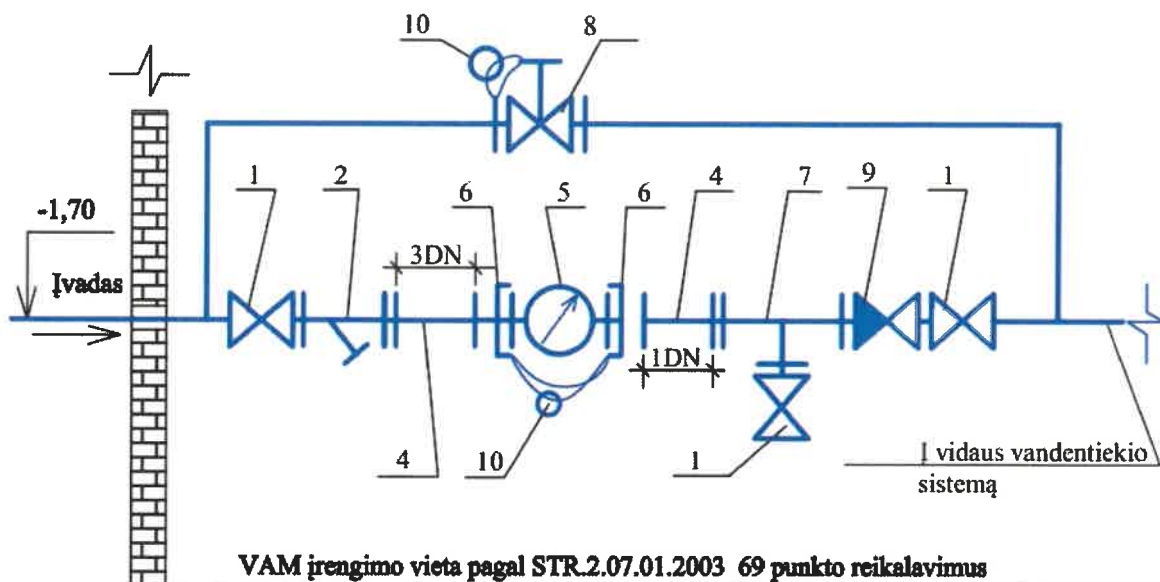 10
8
1
2
6
5
6
4
7
9
1
-1,70
3DN
Įvadas
1DN
4
10
1
Į vidaus vandentiekio
sistemą
VAM įrengimo vieta pagal STR.2.07.01.2003 69 punkto reikalavimus